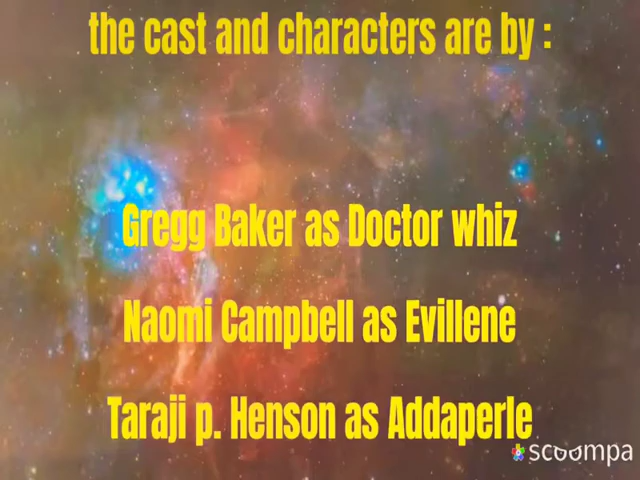 the cast and characters are by :
Gregg Baker as Doctor whiz
Naomi Campbell as Evillene
Taraji p. Henson as Addaperle
scoompa